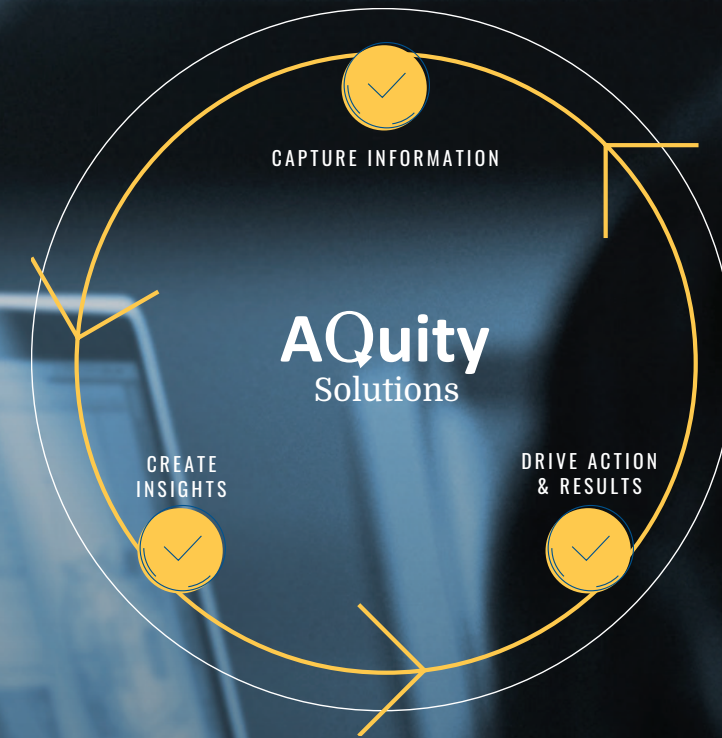 CAPTURE INFORMATION
AQuity
Solutions
CREATE
INSIGHTS
DRIVE ACTION
& RESULTS